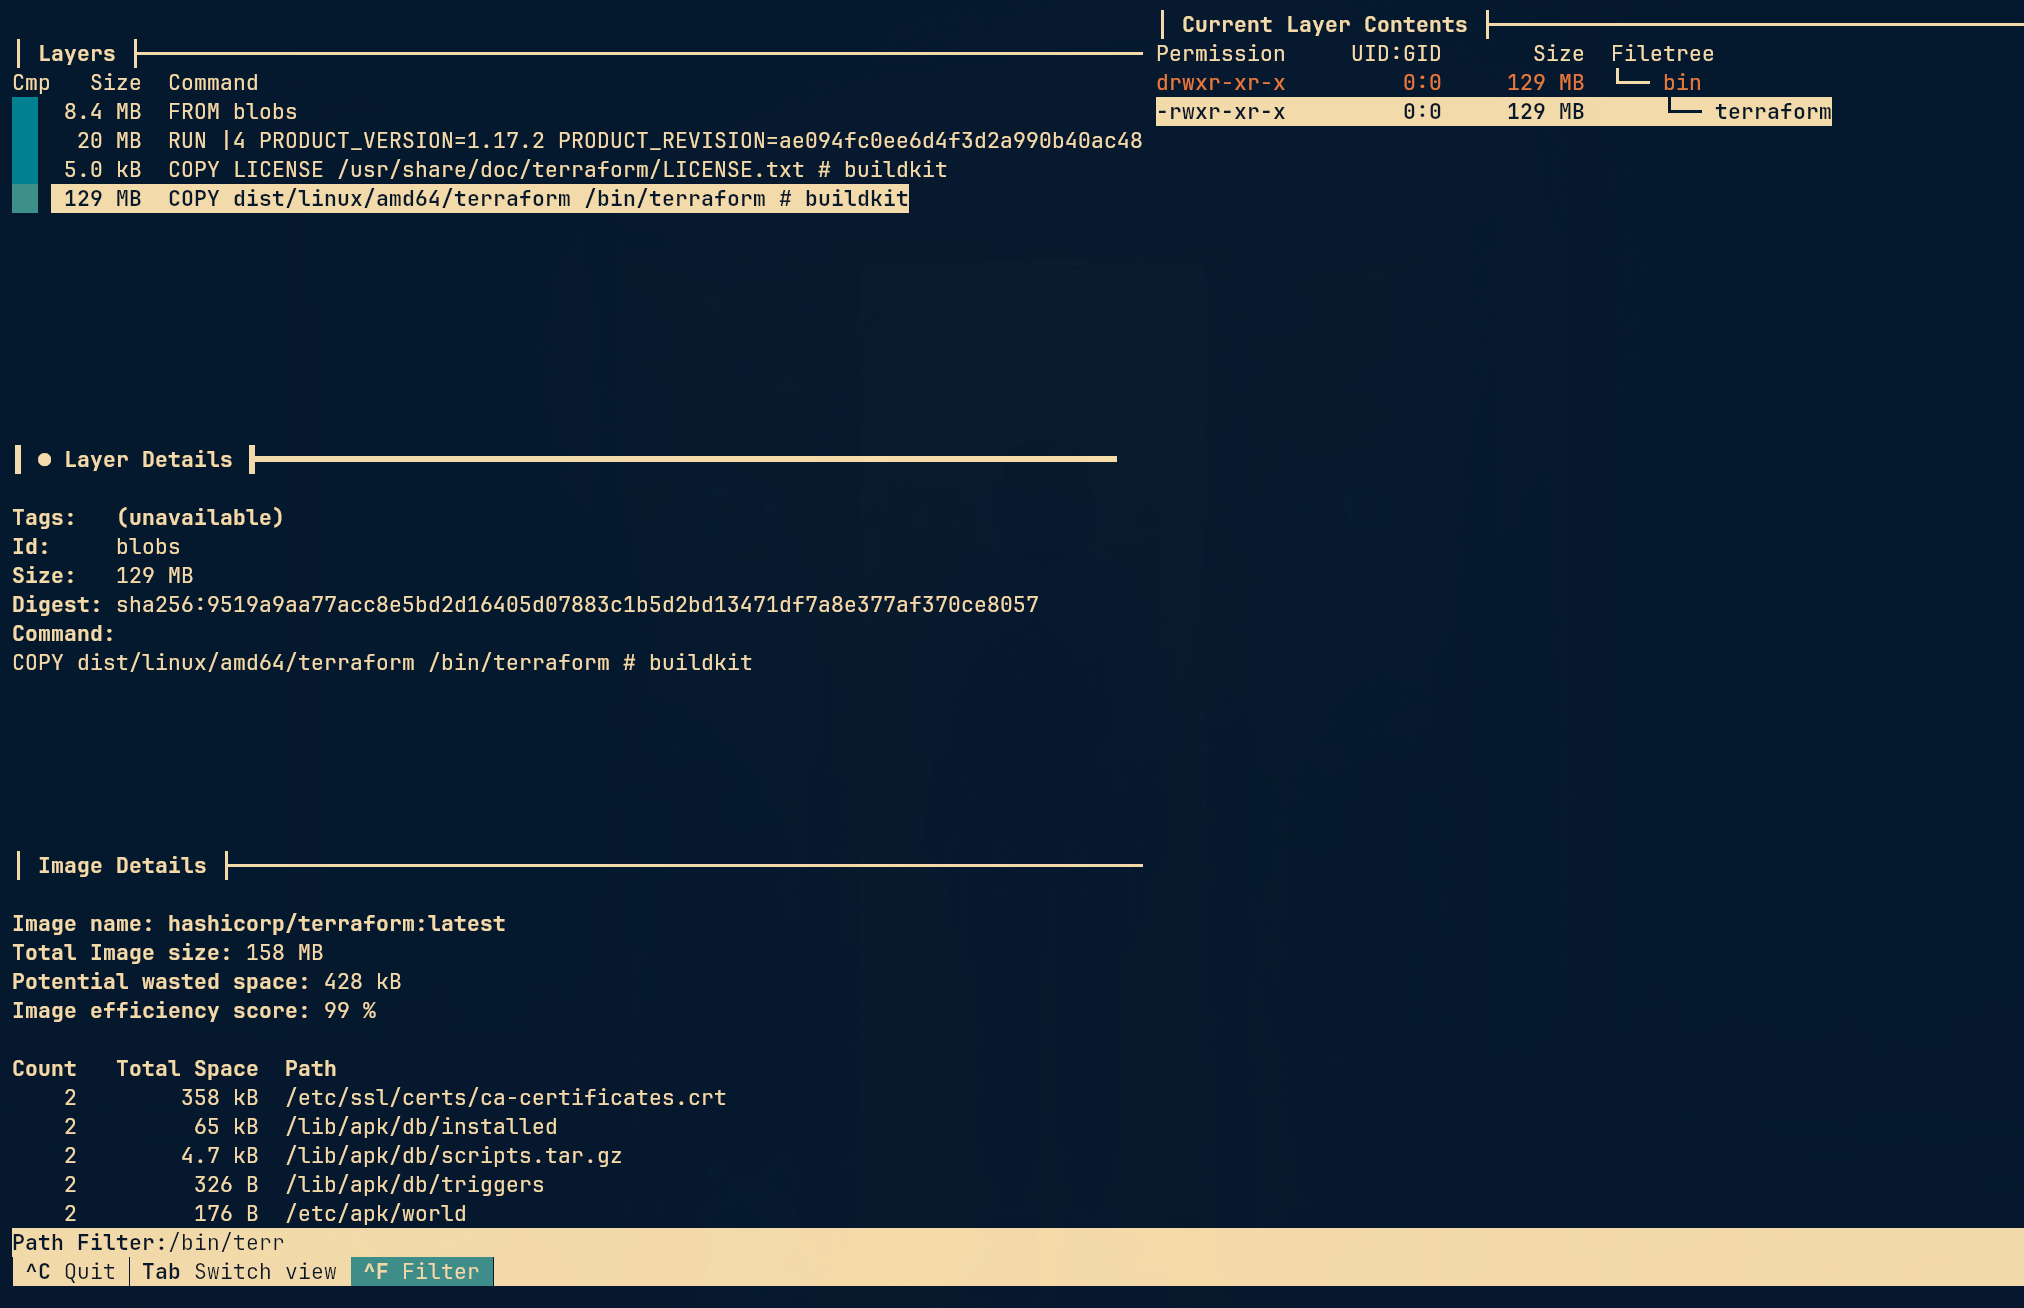 Layers
Cmp Size Command
8.4 MB FROM blobs
20 MB RUN |4 PRODUCT_VERSION=1.17.2 PRODUCT_REVISION=ae094fc0ee6d4f3d2a990b40ac48
5.0 kB COPY LICENSE /usr/share/doc/terraform/LICENSE.txt # buildkit
129 MB COPY dist/linux/amd64/terraform /bin/terraform # buildkit
● Layer Details
Tags: (unavailable)
Id: blobs
Size: 129 MB
Digest: sha256:9519a9aa77acc8e5bd2d16405d07883c1b5d2bd13471df7a8e377af370ce8057
Command:
COPY dist/linux/amd64/terraform /bin/terraform # buildkit
Image Details
Image name: hashicorp/terraform:latest
Total Image size: 158 MB
Potential wasted space: 428 kB
Image efficiency score: 99 %
Count Total Space Path
2 358 kB /etc/ssl/certs/ca-certificates.crt
2 65 kB /lib/apk/db/installed
2 4.7 kB /lib/apk/db/scripts.tar.gz
2 326 B /lib/apk/db/triggers
2 176 B /etc/apk/world
Current Layer Contents
Permission UID:GID Size Filetree
drwxr-xr-x 0:0 129 MB └── bin
-rwxr-xr-x 0:0 129 MB └── terraform
Path Filter:/bin/terr
^C Quit Tab Switch view ^F Filter